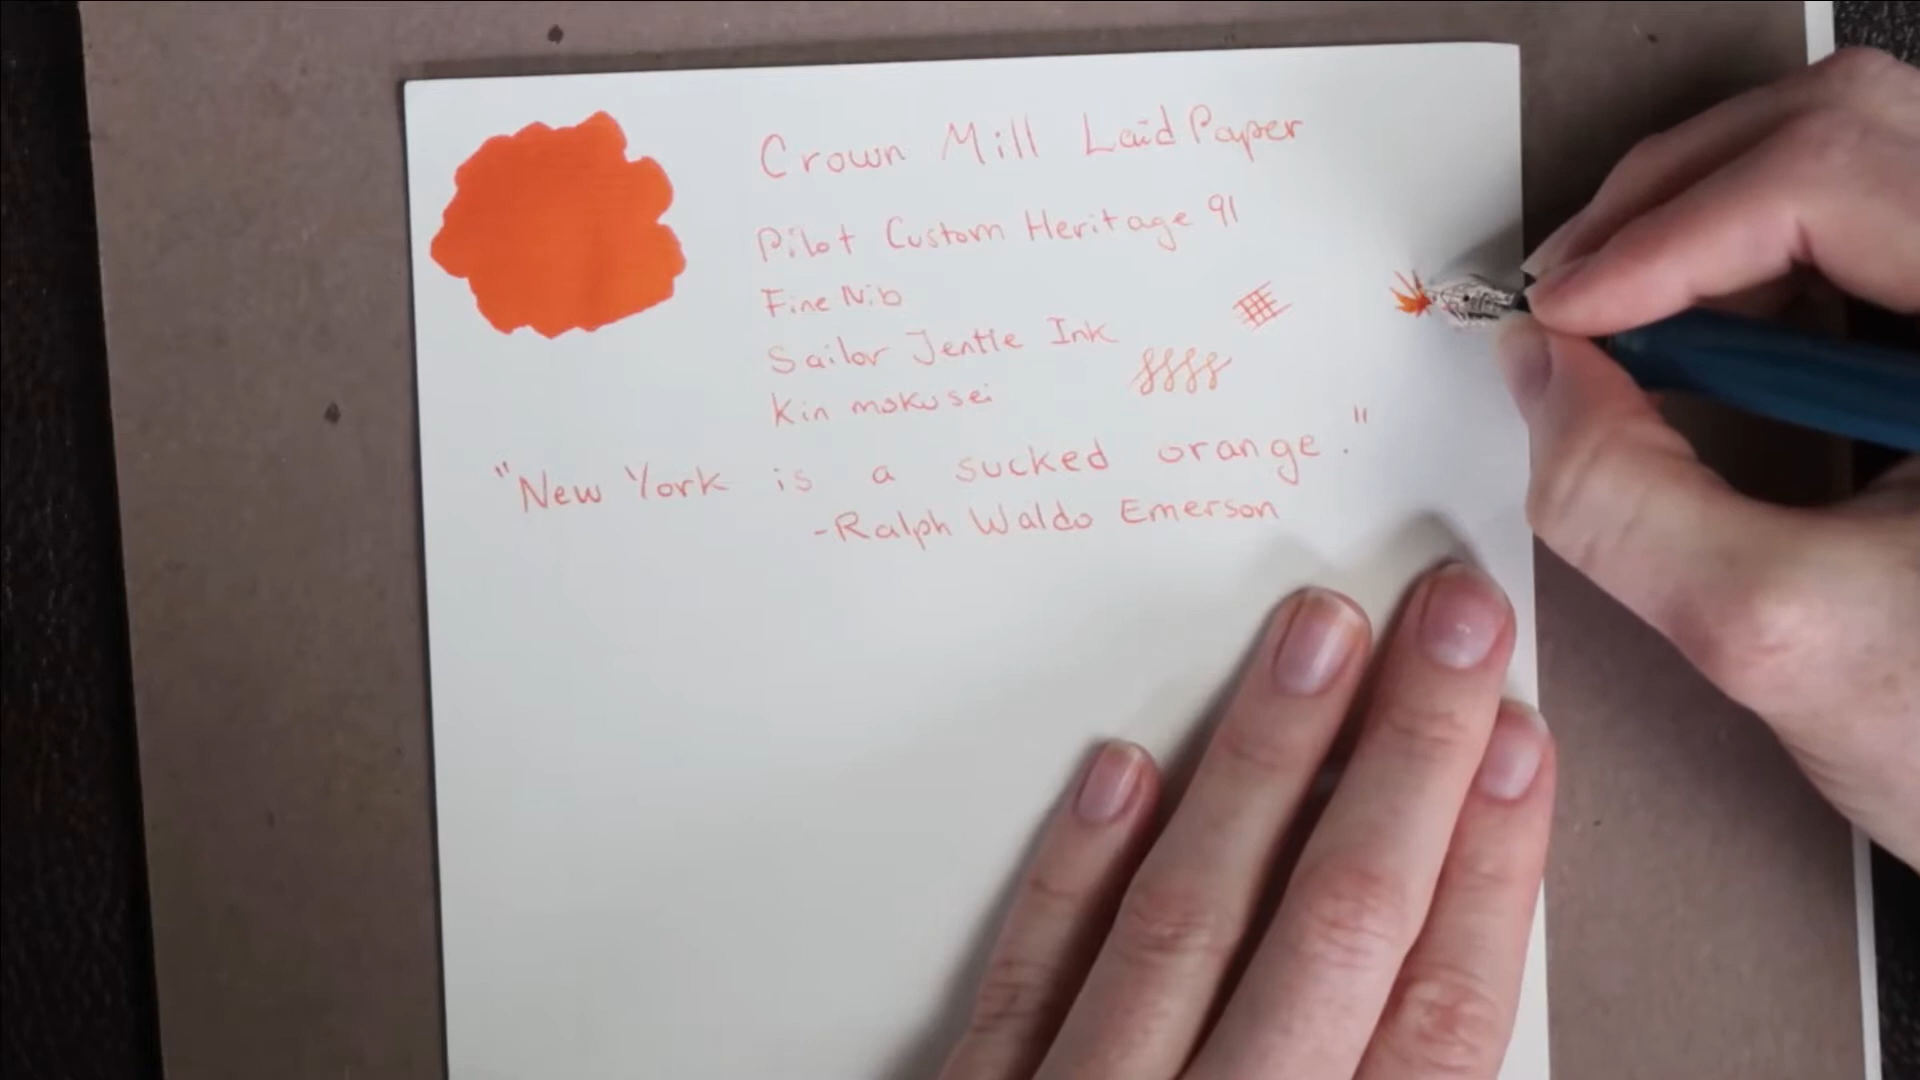 Crown Mill Laid Paper
Pilot Custom Heritage 91
Fine Nib
Sailor Jentle Ink
Kin mokusei
"New York is a sucked orange."
-Ralph Waldo Emerson